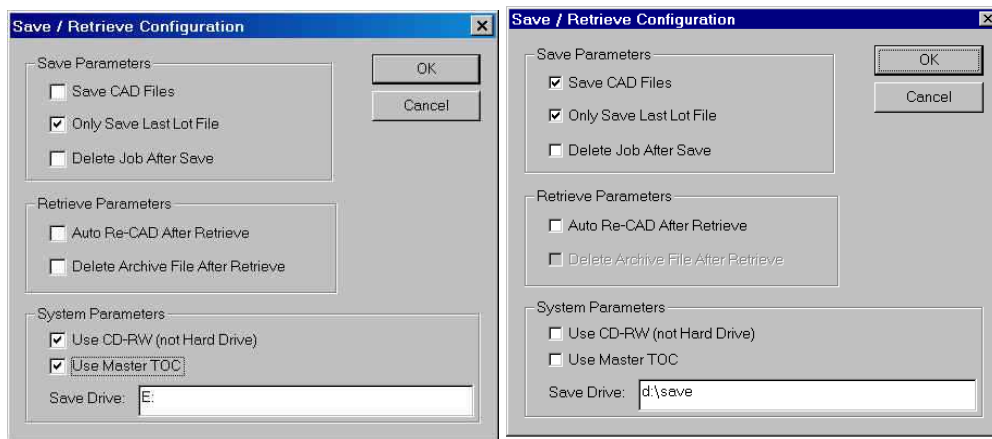 Save / Retrieve Configuration
Save Parameters
OK
Save CAD Files
Cancel
Only Save Last Lot File
Delete Job After Save
Retrieve Parameters
Auto Re-CAD After Retrieve
Delete Archive File After Retrieve
System Parameters
Use CD-RW (not Hard Drive)
Use Master TOC
Save Drive: E:
Save / Retrieve Configuration
Save Parameters
OK
Save CAD Files
Cancel
Only Save Last Lot File
Delete Job After Save
Retrieve Parameters
Auto Re-CAD After Retrieve
Delete Archive File After Retrieve
System Parameters
Use CD-RW (not Hard Drive)
Use Master TOC
Save Drive: d:\save